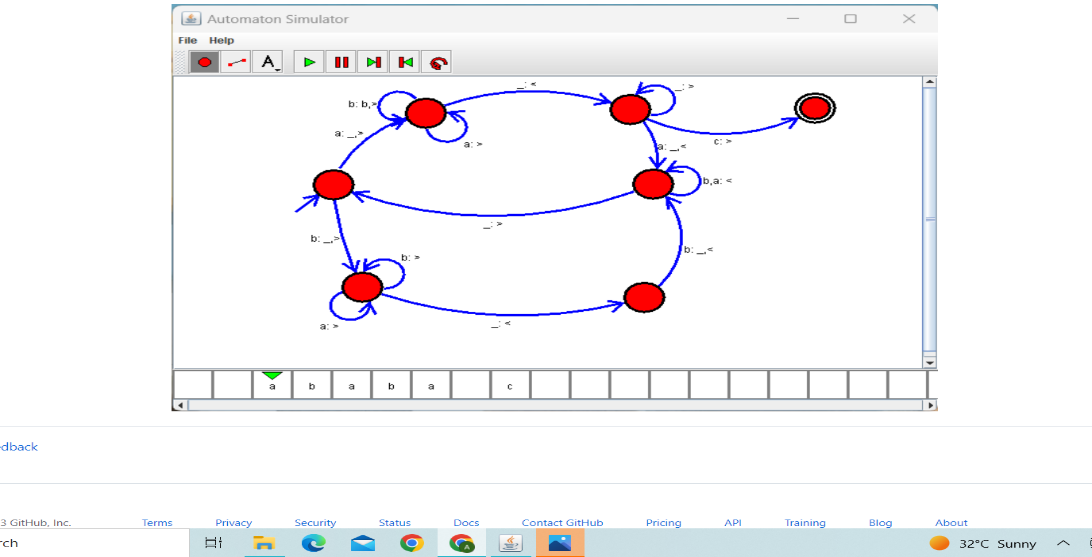 Automaton Simulator
File Help
A
_: <
_: >
b: b,>
a: _,>
a: >
a: _,<
c: >
b,a: <
_: >
b: _,>
b: >
b: _,<
a: >
_: <
a b a b a c
dback
3 GitHub, Inc. Terms Privacy Security Status Docs Contact GitHub Pricing API Training Blog About
rch
32°C Sunny